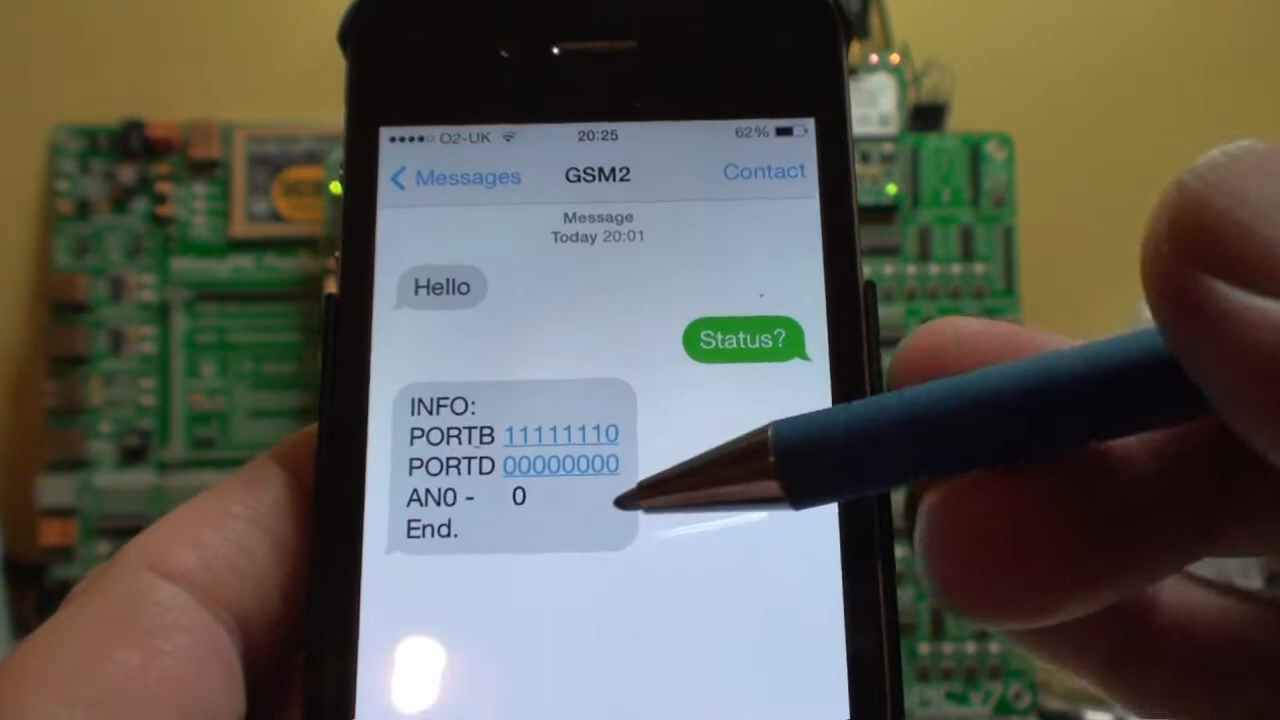 O2-UK 20:25 62%
Messages GSM2 Contact
Message
Today 20:01
Hello
Status?
INFO:
PORTB 11111110
PORTD 00000000
AN0 - 0
End.